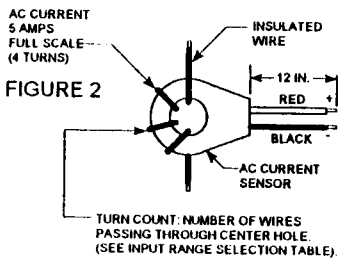 AC CURRENT
5 AMPS
FULL SCALE
(4 TURNS)
INSULATED
WIRE
FIGURE 2
12 IN.
RED +
BLACK -
AC CURRENT
SENSOR
TURN COUNT: NUMBER OF WIRES
PASSING THROUGH CENTER HOLE.
(SEE INPUT RANGE SELECTION TABLE).